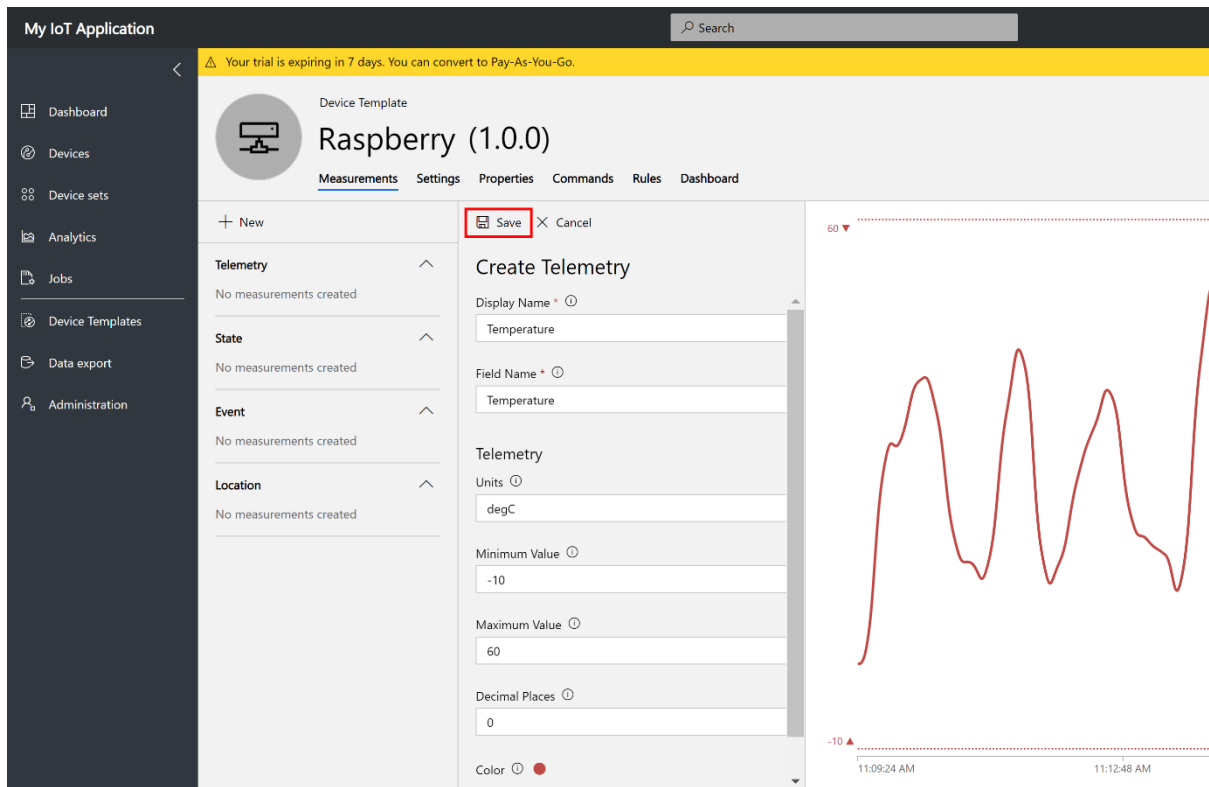 My IoT Application
Search
Your trial is expiring in 7 days. You can convert to Pay-As-You-Go.
Dashboard
Devices
Device sets
Analytics
Jobs
Device Templates
Data export
Administration
Device Template
Raspberry (1.0.0)
Measurements Settings Properties Commands Rules Dashboard
New
Telemetry
No measurements created
State
No measurements created
Event
No measurements created
Location
No measurements created
Save Cancel
Create Telemetry
Display Name *
Temperature
Field Name *
Temperature
Telemetry
Units
degC
Minimum Value
-10
Maximum Value
60
Decimal Places
0
Color
60
-10
11:09:24 AM 11:12:48 AM